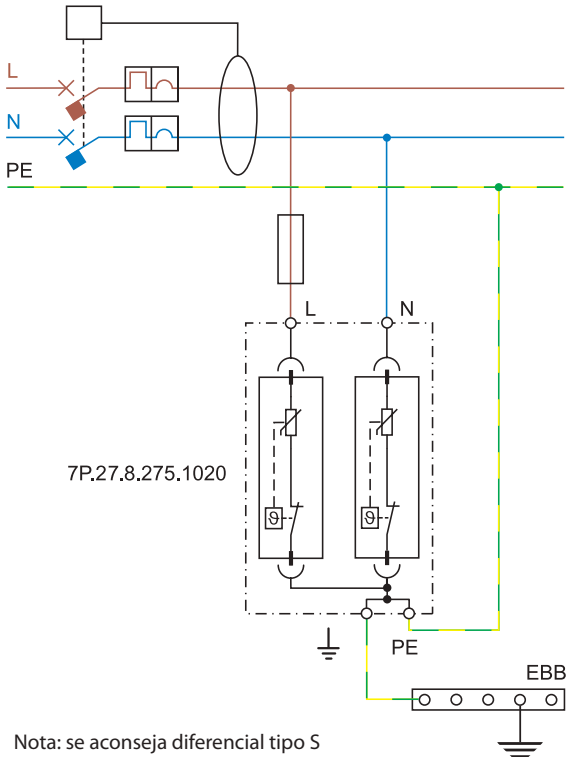 L
N
PE
L
N
7P.27.8.275.1020
ϑ
ϑ
PE
EBB
Nota: se aconseja diferencial tipo S